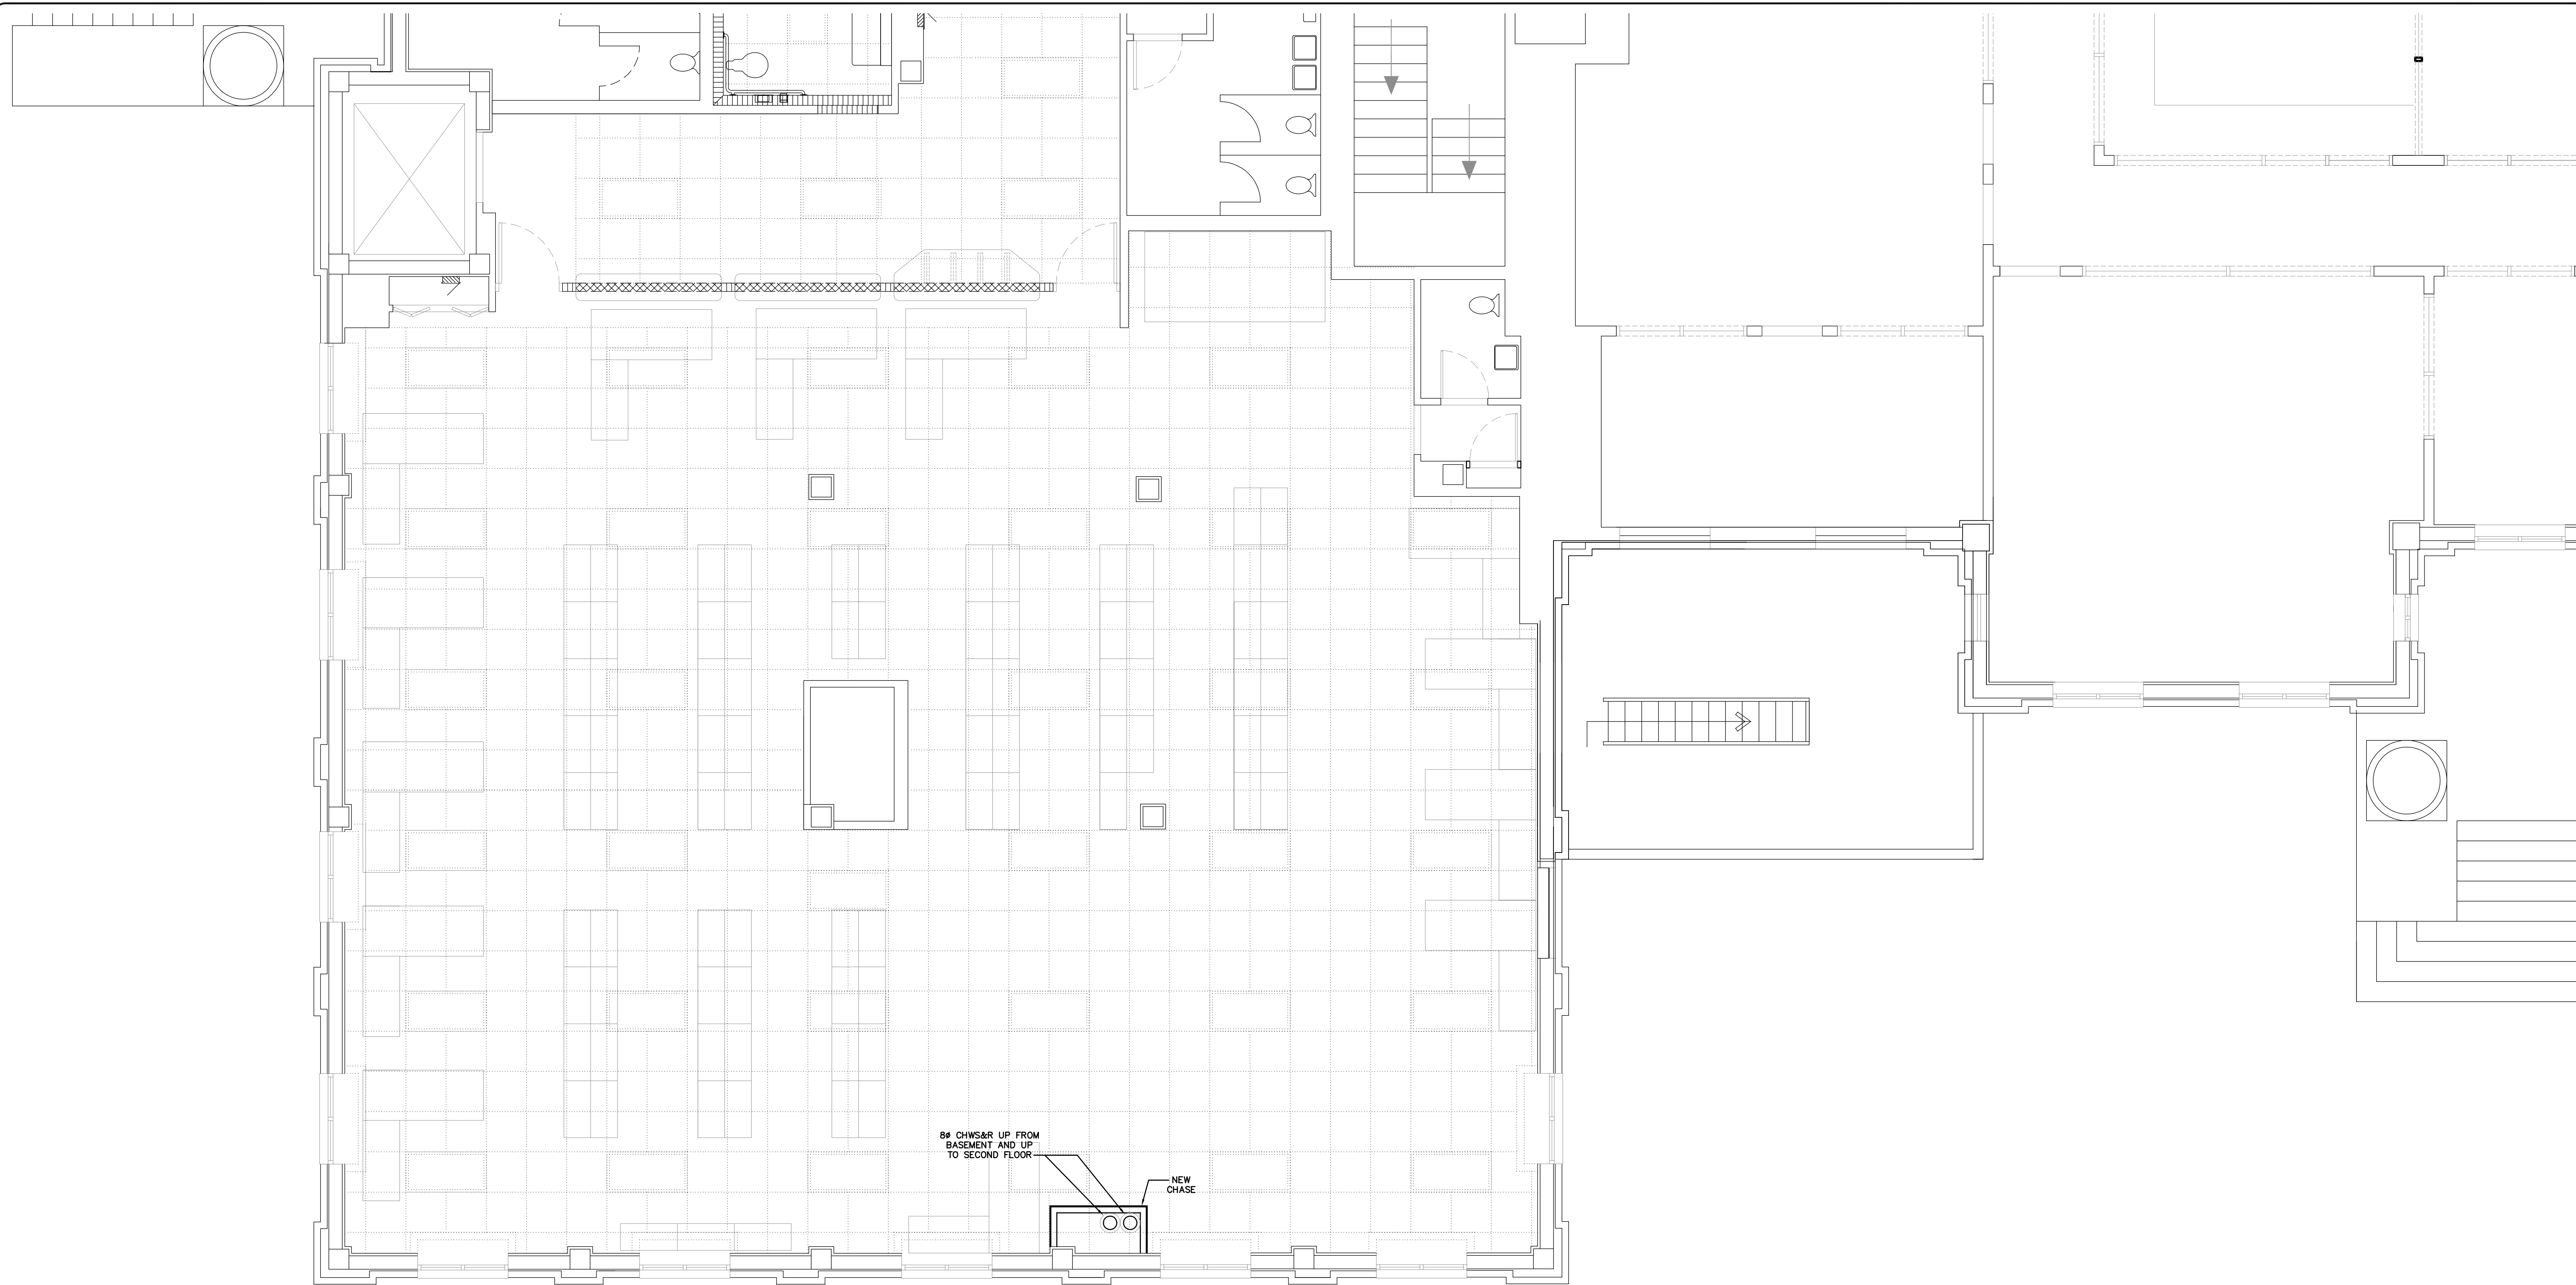 8ø CHWS&R UP FROM
BASEMENT AND UP
TO SECOND FLOOR
NEW
CHASE